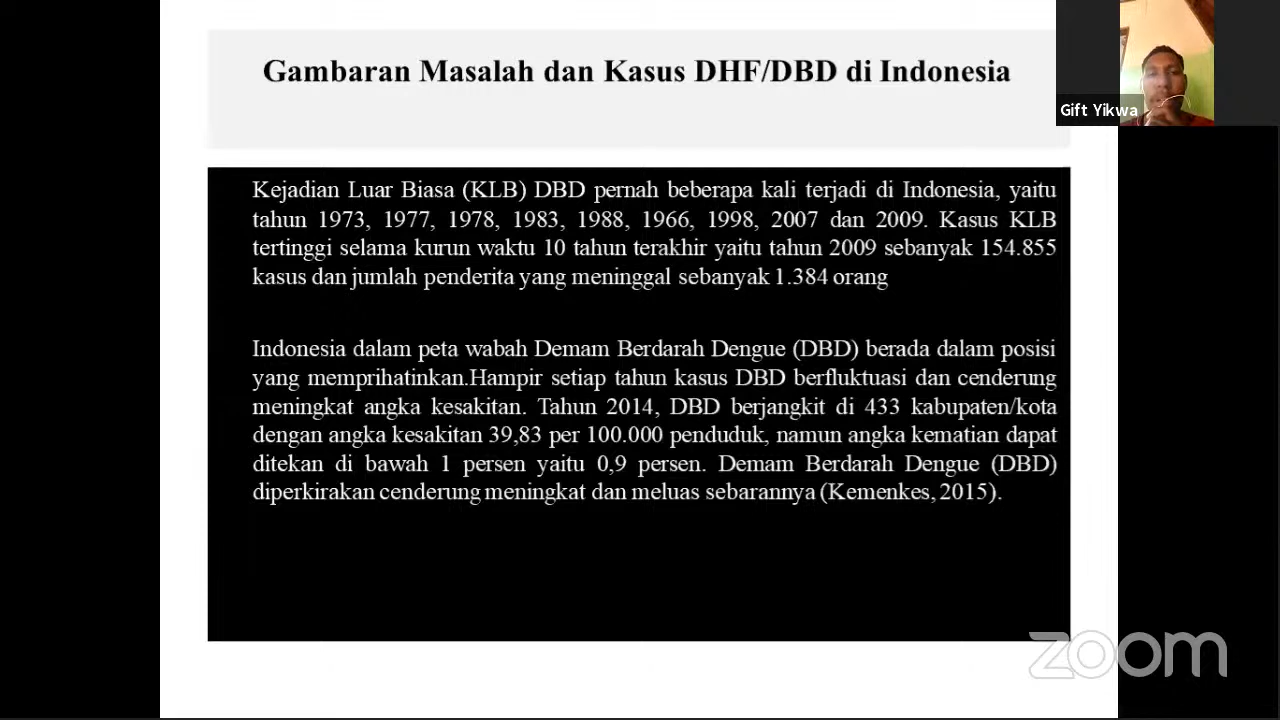 Gambaran Masalah dan Kasus DHF/DBD di Indonesia
Gift Yikwa
Kejadian Luar Biasa (KLB) DBD pernah beberapa kali terjadi di Indonesia, yaitu
tahun 1973, 1977, 1978, 1983, 1988, 1966, 1998, 2007 dan 2009. Kasus KLB
tertinggi selama kurun waktu 10 tahun terakhir yaitu tahun 2009 sebanyak 154.855
kasus dan jumlah penderita yang meninggal sebanyak 1.384 orang
Indonesia dalam peta wabah Demam Berdarah Dengue (DBD) berada dalam posisi
yang memprihatinkan.Hampir setiap tahun kasus DBD berfluktuasi dan cenderung
meningkat angka kesakitan. Tahun 2014, DBD berjangkit di 433 kabupaten/kota
dengan angka kesakitan 39,83 per 100.000 penduduk, namun angka kematian dapat
ditekan di bawah 1 persen yaitu 0,9 persen. Demam Berdarah Dengue (DBD)
diperkirakan cenderung meningkat dan meluas sebarannya (Kemenkes, 2015).
zoom